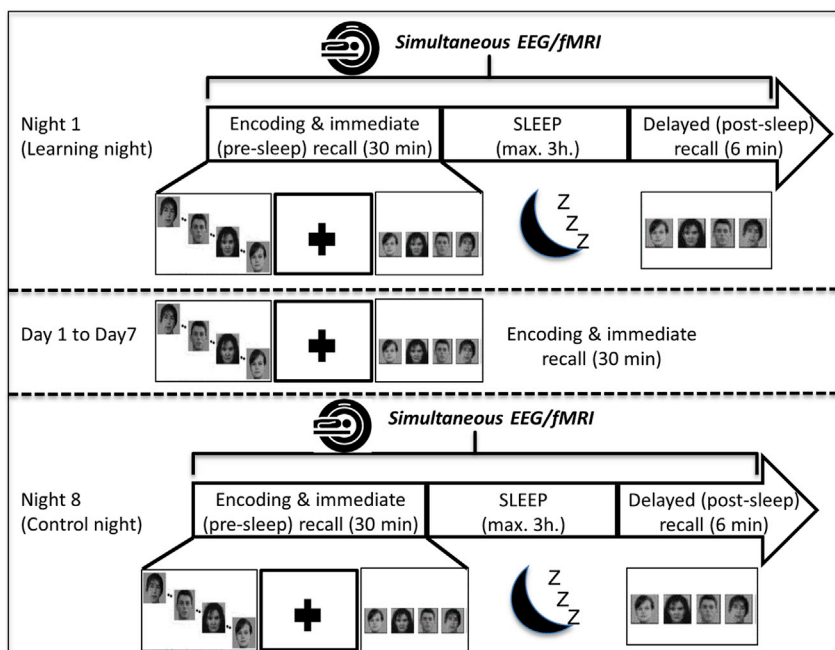 Simultaneous EEG/fMRI
Night 1
(Learning night)
Encoding & immediate
(pre-sleep) recall (30 min)
SLEEP
(max. 3h.)
Delayed (post-sleep)
recall (6 min)
Z
Z
Z
Day 1 to Day7
Encoding & immediate
recall (30 min)
Simultaneous EEG/fMRI
Night 8
(Control night)
Encoding & immediate
(pre-sleep) recall (30 min)
SLEEP
(max. 3h.)
Delayed (post-sleep)
recall (6 min)
Z
Z
Z